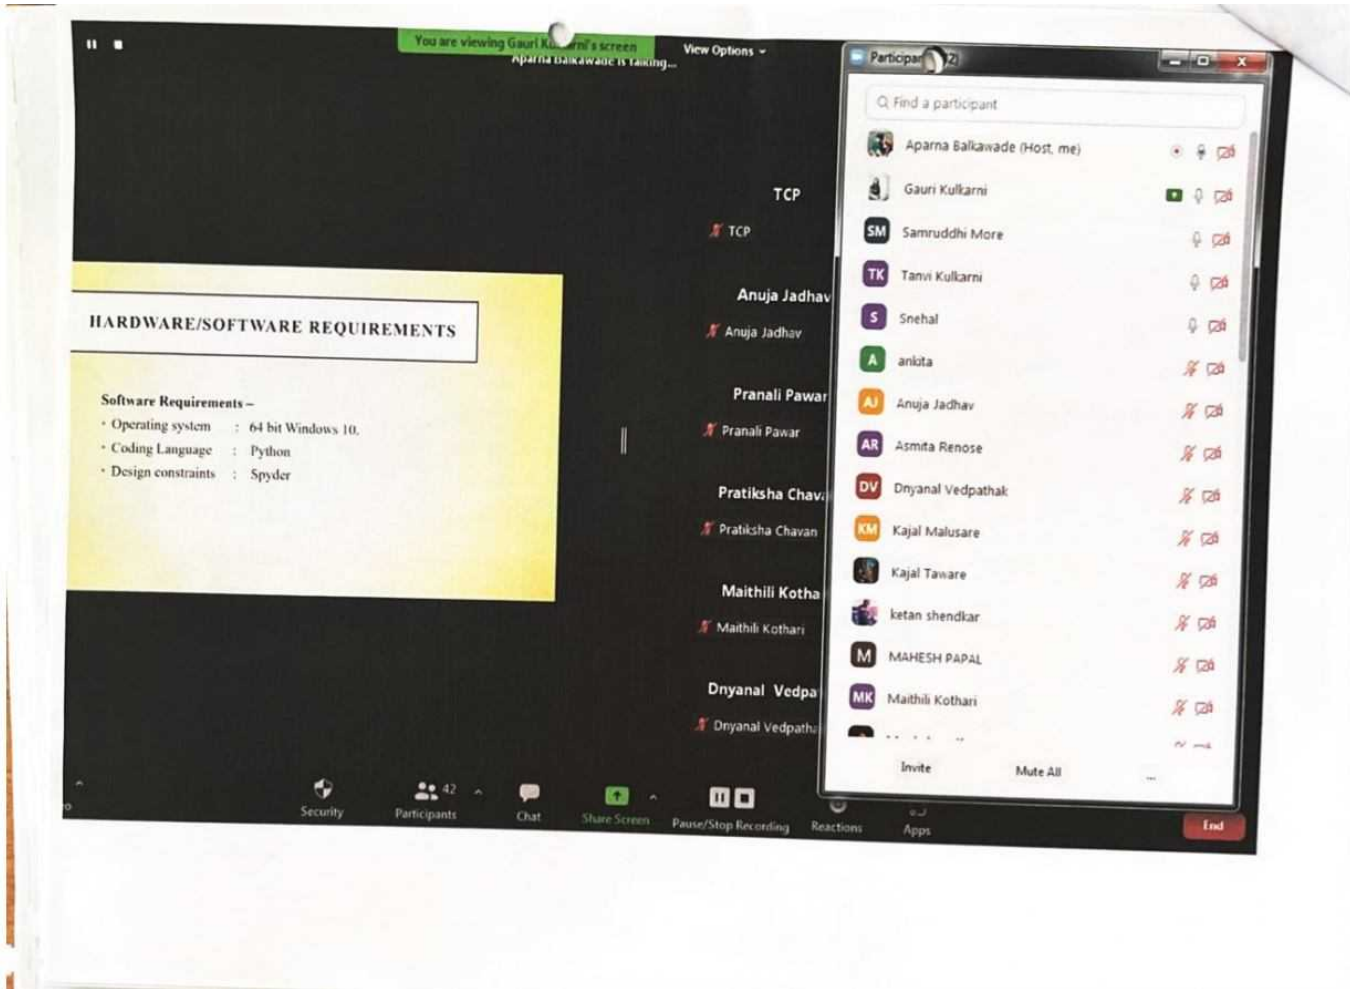 You are viewing Gauri Ku rni's screen
View Options
Aparna Balkawade is talking...
HARDWARE/SOFTWARE REQUIREMENTS
Software Requirements –
· Operating system : 64 bit Windows 10.
· Coding Language : Python
· Design constraints : Spyder
TCP
TCP
Anuja Jadhav
Anuja Jadhav
Pranali Pawar
Pranali Pawar
Pratiksha Chava
Pratiksha Chavan
Maithili Kotha
Maithili Kothari
Dnyanal Vedpa
Dnyanal Vedpatha
Participan 2)
Find a participant
Aparna Balkawade (Host, me)
Gauri Kulkarni
SM Samruddhi More
TK Tanvi Kulkarni
S Snehal
A ankita
AJ Anuja Jadhav
AR Asmita Renose
DV Dnyanal Vedpathak
KM Kajal Malusare
Kajal Taware
ketan shendkar
M MAHESH PAPAL
MK Maithili Kothari
Invite Mute All ...
Security
42
Participants
Chat
Share Screen
Pause/Stop Recording
Reactions
Apps
End